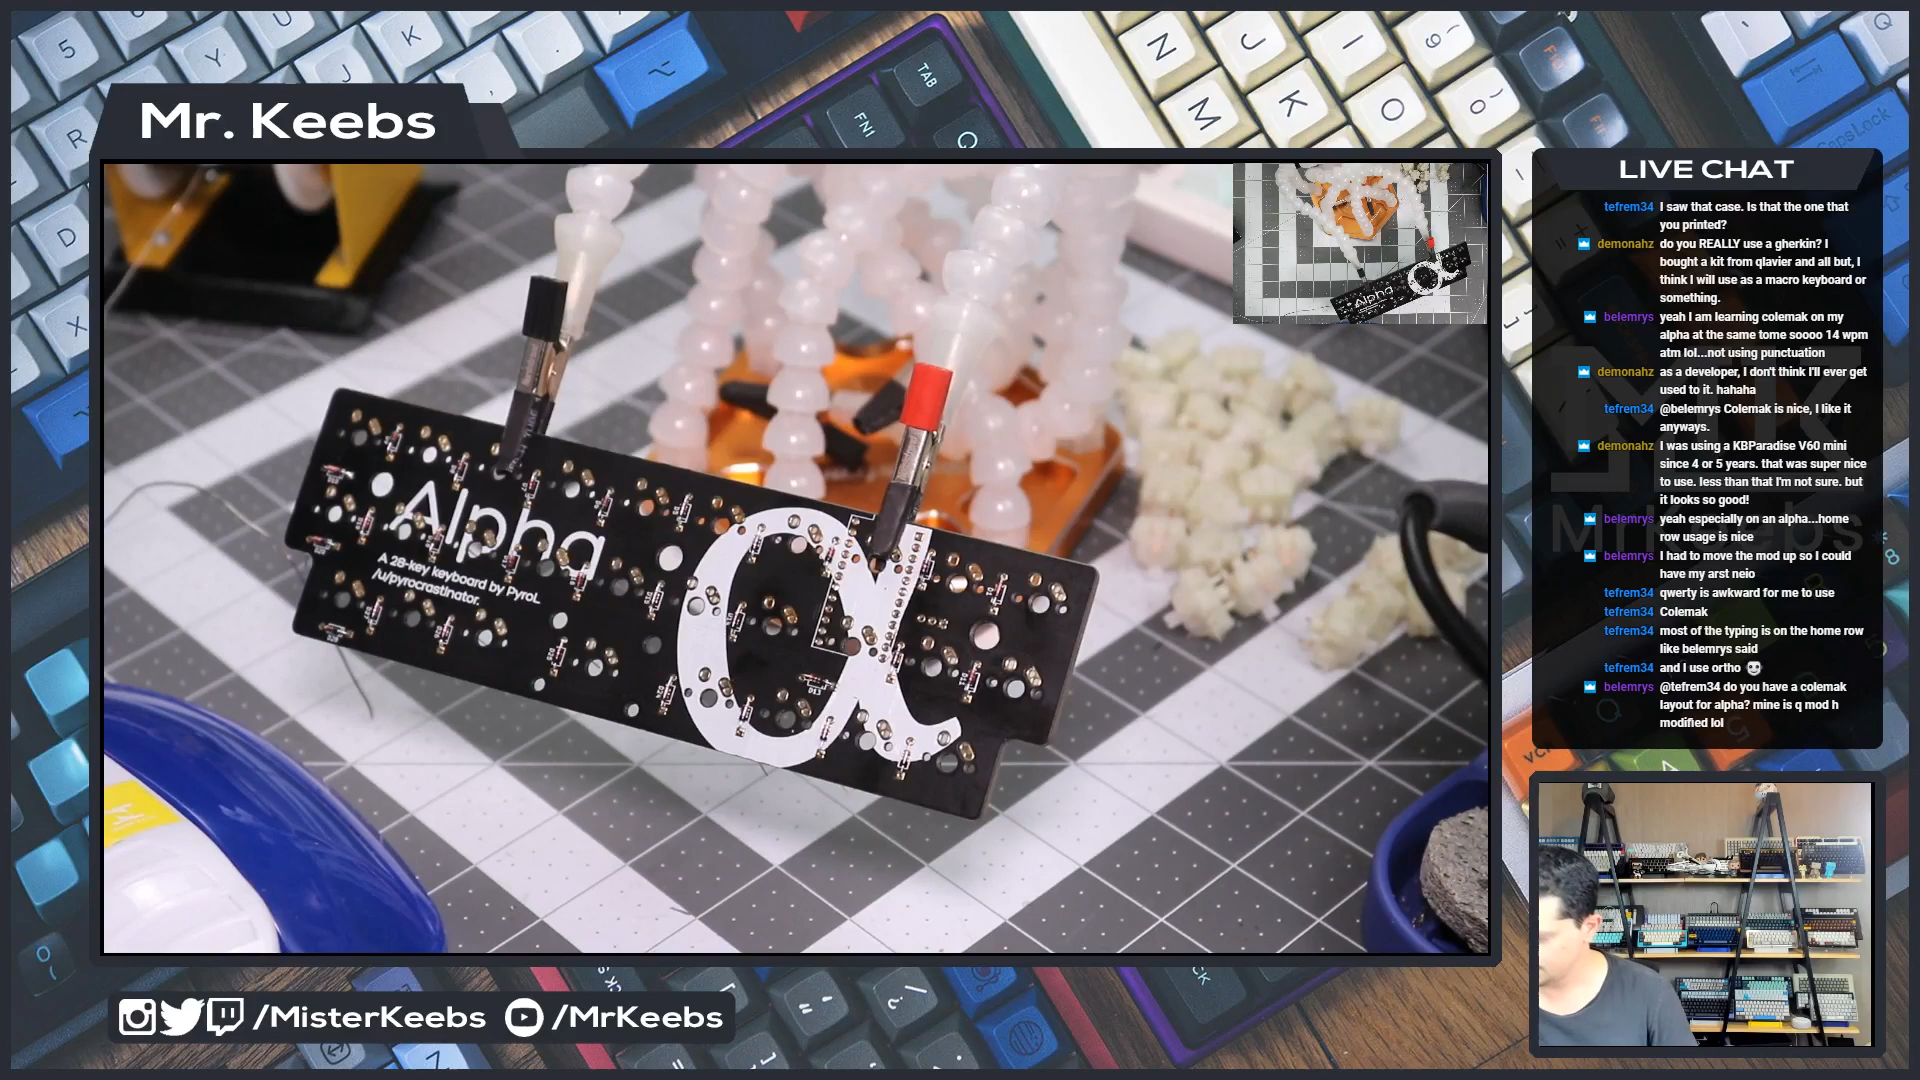 Mr. Keebs
LIVE CHAT
tefrem34 I saw that case. Is that the one that
you printed?
demonahz do you REALLY use a gherkin? I
bought a kit from qlavier and all but, I
think I will use as a macro keyboard or
something.
belemrys yeah I am learning colemak on my
alpha at the same tome soooo 14 wpm
atm lol...not using punctuation
demonahz as a developer, I don't think I'll ever get
used to it. hahaha
tefrem34 @belemrys Colemak is nice, I like it
anyways.
demonahz I was using a KBParadise V60 mini
since 4 or 5 years. that was super nice
to use. less than that I'm not sure. but
it looks so good!
belemrys yeah especially on an alpha...home
row usage is nice
belemrys I had to move the mod up so I could
have my arst neio
tefrem34 qwerty is awkward for me to use
tefrem34 Colemak
tefrem34 most of the typing is on the home row
like belemrys said
tefrem34 and I use ortho
belemrys @tefrem34 do you have a colemak
layout for alpha? mine is q mod h
modified lol
Alpha
A 28-key keyboard by PyroL
/u/pyrocrastinator.
α
Alpha
α
/MisterKeebs /MrKeebs
TAB
FN1
5
Y
U
K
J
R
D
X
N
J
I
M
K
O
Q
CapsLock
MrKeebs
Z